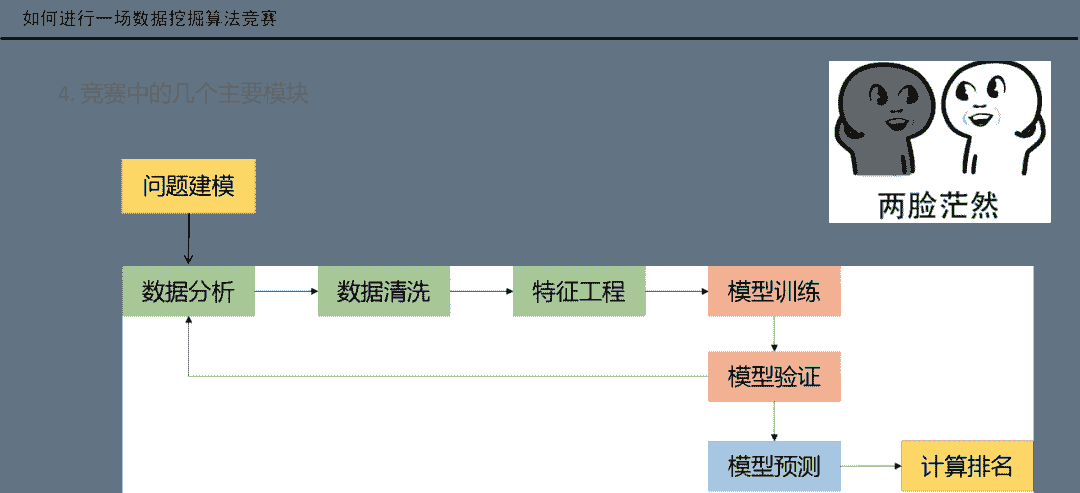 如何进行一场数据挖掘算法竞赛
4. 竞赛中的几个主要模块
两脸茫然
问题建模
数据分析
数据清洗
特征工程
模型训练
模型验证
模型预测
计算排名